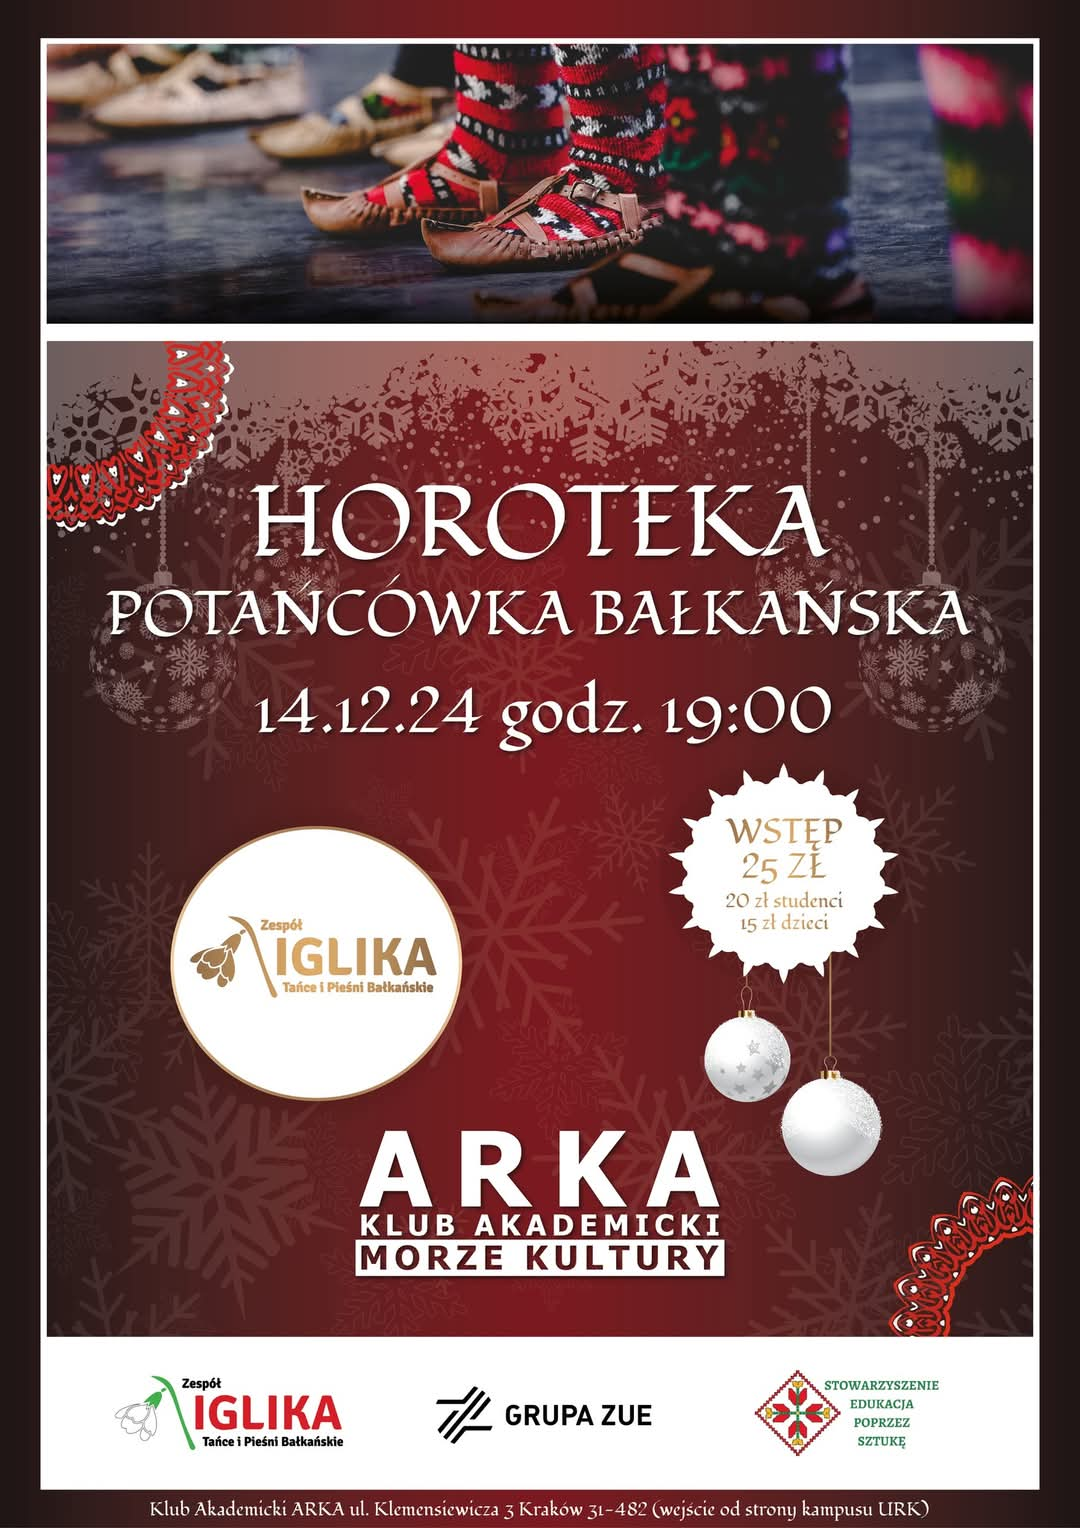 HOROTEKA
POTAŃCÓWKA BAŁKAŃSKA
14.12.24 godz. 19:00
WSTĘP
25 ZŁ
20 zł studenci
15 zł dzieci
Zespół
IGLIKA
Tańce i Pieśni Bałkańskie
ARKA
KLUB AKADEMICKI
MORZE KULTURY
Zespół
IGLIKA
Tańce i Pieśni Bałkańskie
GRUPA ZUE
STOWARZYSZENIE
EDUKACJA
POPRZEZ
SZTUKĘ
Klub Akademicki ARKA ul. Klemensiewicza 3 Kraków 31-482 (wejście od strony kampusu URK)